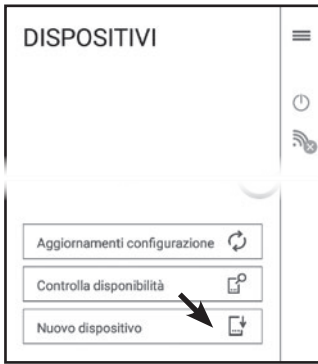 DISPOSITIVI
Aggiornamenti configurazione
Controlla disponibilità
Nuovo dispositivo